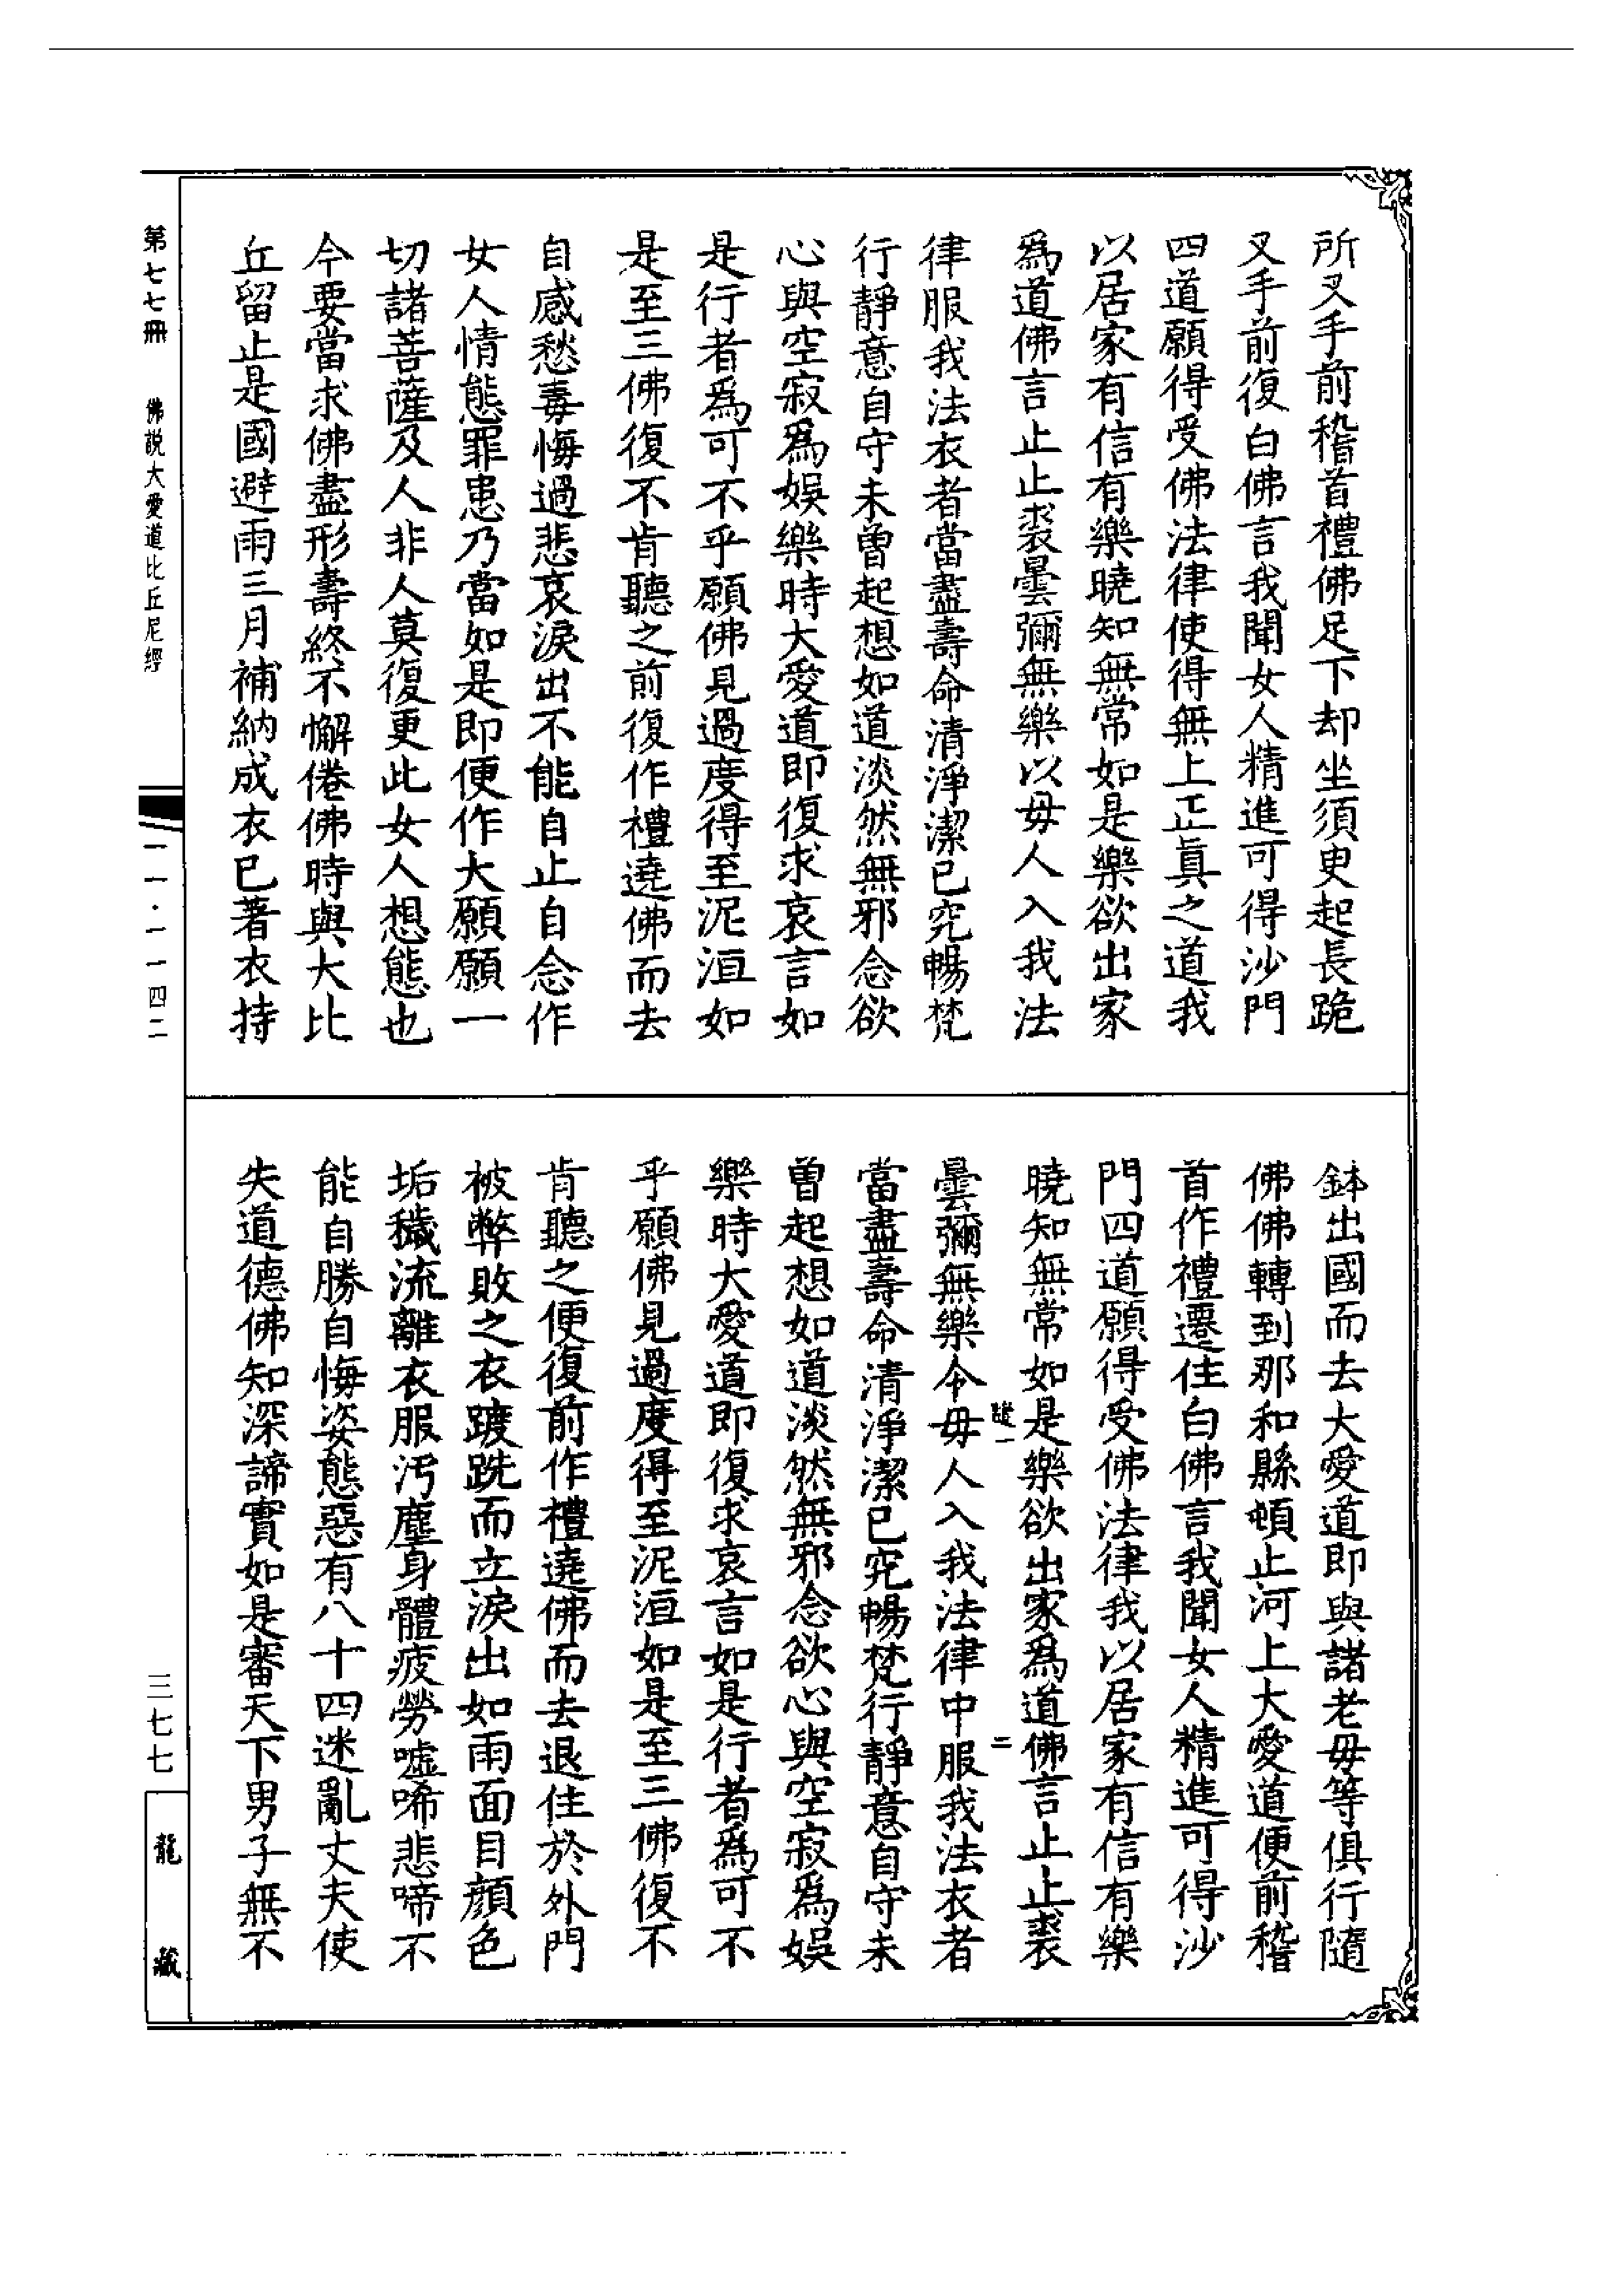 所叉手前稽首禮佛足下却坐須臾起長跪
叉手前復白佛言我聞女人精進可得沙門
四道願得受佛法律使得無上正真之道我
以居家有信有樂曉知無常如是樂欲出家
爲道佛言止止裘曇彌無樂以毋人入我法
律服我法衣者當盡壽命清淨潔已究暢梵
行靜意自守未曾起想如道淡然無邪念欲
心與空寂爲娛樂時大愛道即復求哀言如
是行者爲可不乎願佛見過度得至泥洹如
是至三佛復不肯聽之前復作禮遶佛而去
自感愁毒悔過悲哀淚出不能自止自念作
女人情態罪患乃當如是即便作大願願一
切諸菩薩及人非人莫復更此女人想態也
今要當求佛盡形壽終不懈倦佛時與大比
丘留止是國避雨三月補納成衣已著衣持
鉢出國而去大愛道即與諸老毋等俱行隨
佛佛轉到那和縣頓止河上大愛道便前稽
首作禮遷住白佛言我聞女人精進可得沙
門四道願得受佛法律我以居家有信有樂
曉知無常如是樂欲出家爲道佛言止止裘
曇彌無樂令毋人入我法律中服我法衣者
當盡壽命清淨潔已究暢梵行靜意自守未
曾起想如道淡然無邪念欲心與空寂爲娛
樂時大愛道即復求哀言如是行者爲可不
乎願佛見過度得至泥洹如是至三佛復不
肯聽之便復前作禮遶佛而去退住於外門
被弊敗之衣踱跣而立淚出如雨面目顏色
垢穢流離衣服汚塵身體疲勞噓唏悲啼不
能自勝自悔姿態惡有八十四迷亂丈夫使
失道德佛知深諦實如是審天下男子無不
第七七冊 佛説大愛道比丘尼經
一一·一一四二
三七七
龍藏